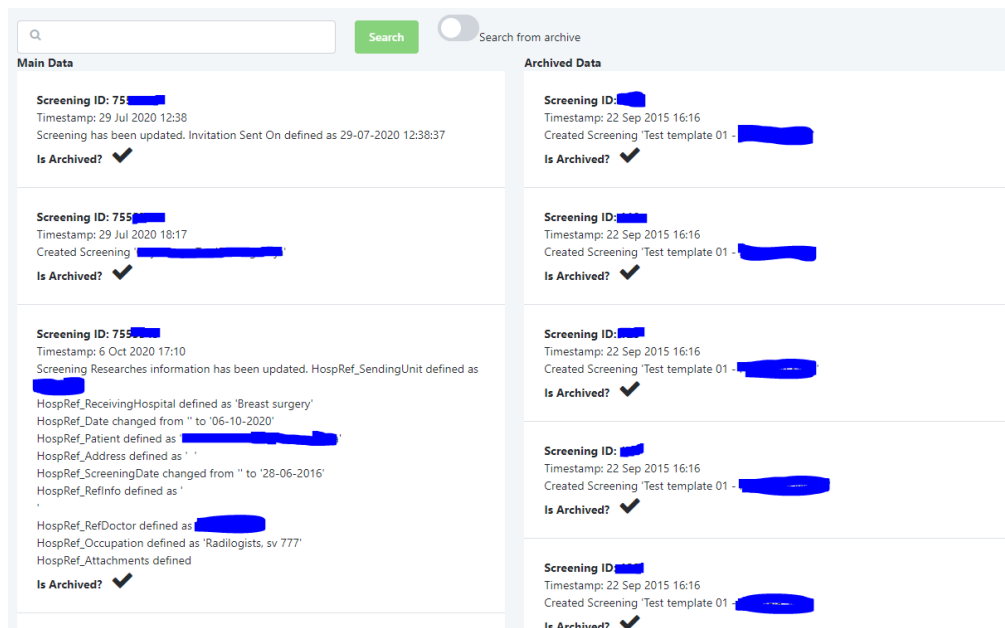 Search
Search from archive
Main Data
Screening ID: 755
Timestamp: 29 Jul 2020 12:38
Screening has been updated. Invitation Sent On defined as 29-07-2020 12:38:37
Is Archived?
Screening ID: 755
Timestamp: 29 Jul 2020 18:17
Created Screening '
Is Archived?
Screening ID: 755
Timestamp: 6 Oct 2020 17:10
Screening Researches information has been updated. HospRef_SendingUnit defined as
HospRef_ReceivingHospital defined as 'Breast surgery'
HospRef_Date changed from '' to '06-10-2020'
HospRef_Patient defined as ' '
HospRef_Address defined as ' '
HospRef_ScreeningDate changed from '' to '28-06-2016'
HospRef_RefInfo defined as '
'
HospRef_RefDoctor defined as
HospRef_Occupation defined as 'Radilogists, sv 777'
HospRef_Attachments defined
Is Archived?
Archived Data
Screening ID:
Timestamp: 22 Sep 2015 16:16
Created Screening 'Test template 01 -
Is Archived?
Screening ID:
Timestamp: 22 Sep 2015 16:16
Created Screening 'Test template 01 -
Is Archived?
Screening ID:
Timestamp: 22 Sep 2015 16:16
Created Screening 'Test template 01 -
Is Archived?
Screening ID:
Timestamp: 22 Sep 2015 16:16
Created Screening 'Test template 01 -
Is Archived?
Screening ID:
Timestamp: 22 Sep 2015 16:16
Created Screening 'Test template 01 -
Is Archived?